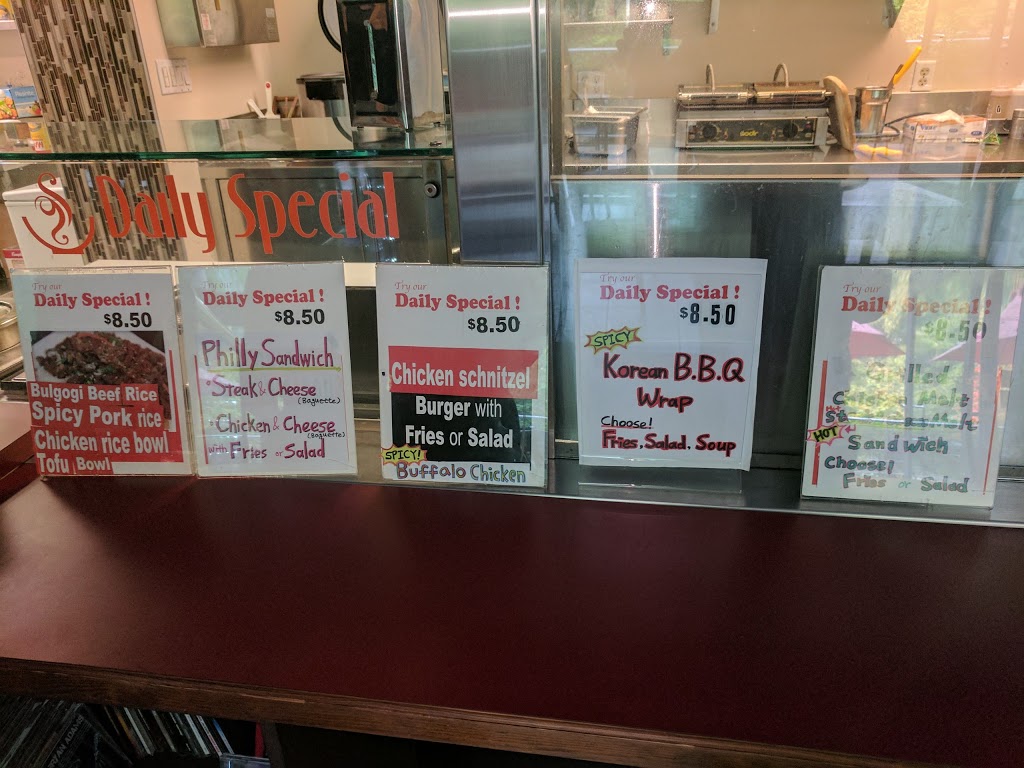 Daily Special
Try our
Daily Special !
$8.50
Bulgogi Beef Rice
Spicy Pork rice
Chicken rice bowl
Tofu Bowl
Try our
Daily Special !
$8.50
Philly Sandwich
• Steak & Cheese
(Baguette)
• Chicken & Cheese
(Baguette)
with Fries or Salad
Try our
Daily Special !
$8.50
Chicken schnitzel
Burger with
Fries or Salad
SPICY!
Buffalo Chicken
Try our
Daily Special !
$8.50
SPICY
Korean B.B.Q
Wrap
Choose!
Fries. Salad. Soup
Try our
Daily Special !
8.50
HOT
Sandwich
Choose!
Fries or Salad